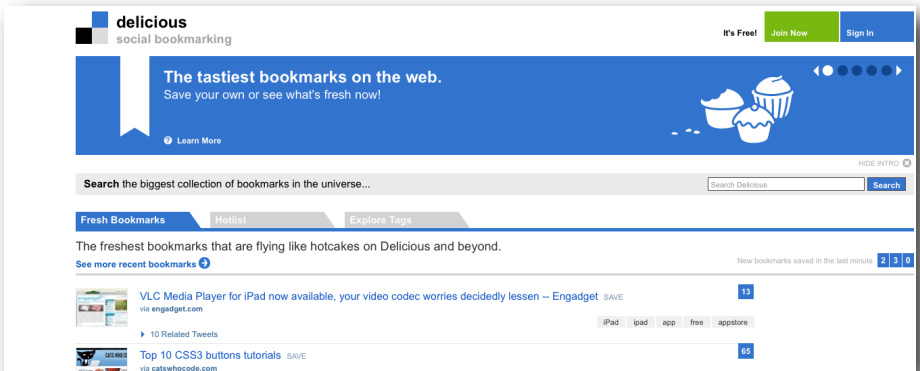 delicious
social bookmarking
It's Free!
Join Now
Sign In
The tastiest bookmarks on the web.
Save your own or see what's fresh now!
? Learn More
HIDE INTRO
Search the biggest collection of bookmarks in the universe...
Search Delicious
Search
Fresh Bookmarks
Hotlist
Explore Tags
The freshest bookmarks that are flying like hotcakes on Delicious and beyond.
See more recent bookmarks
New bookmarks saved in the last minute 2 3 0
VLC Media Player for iPad now available, your video codec worries decidedly lessen -- Engadget SAVE
13
via engadget.com
iPad ipad app free appstore
10 Related Tweets
Top 10 CSS3 buttons tutorials SAVE
65
via catswhocode.com